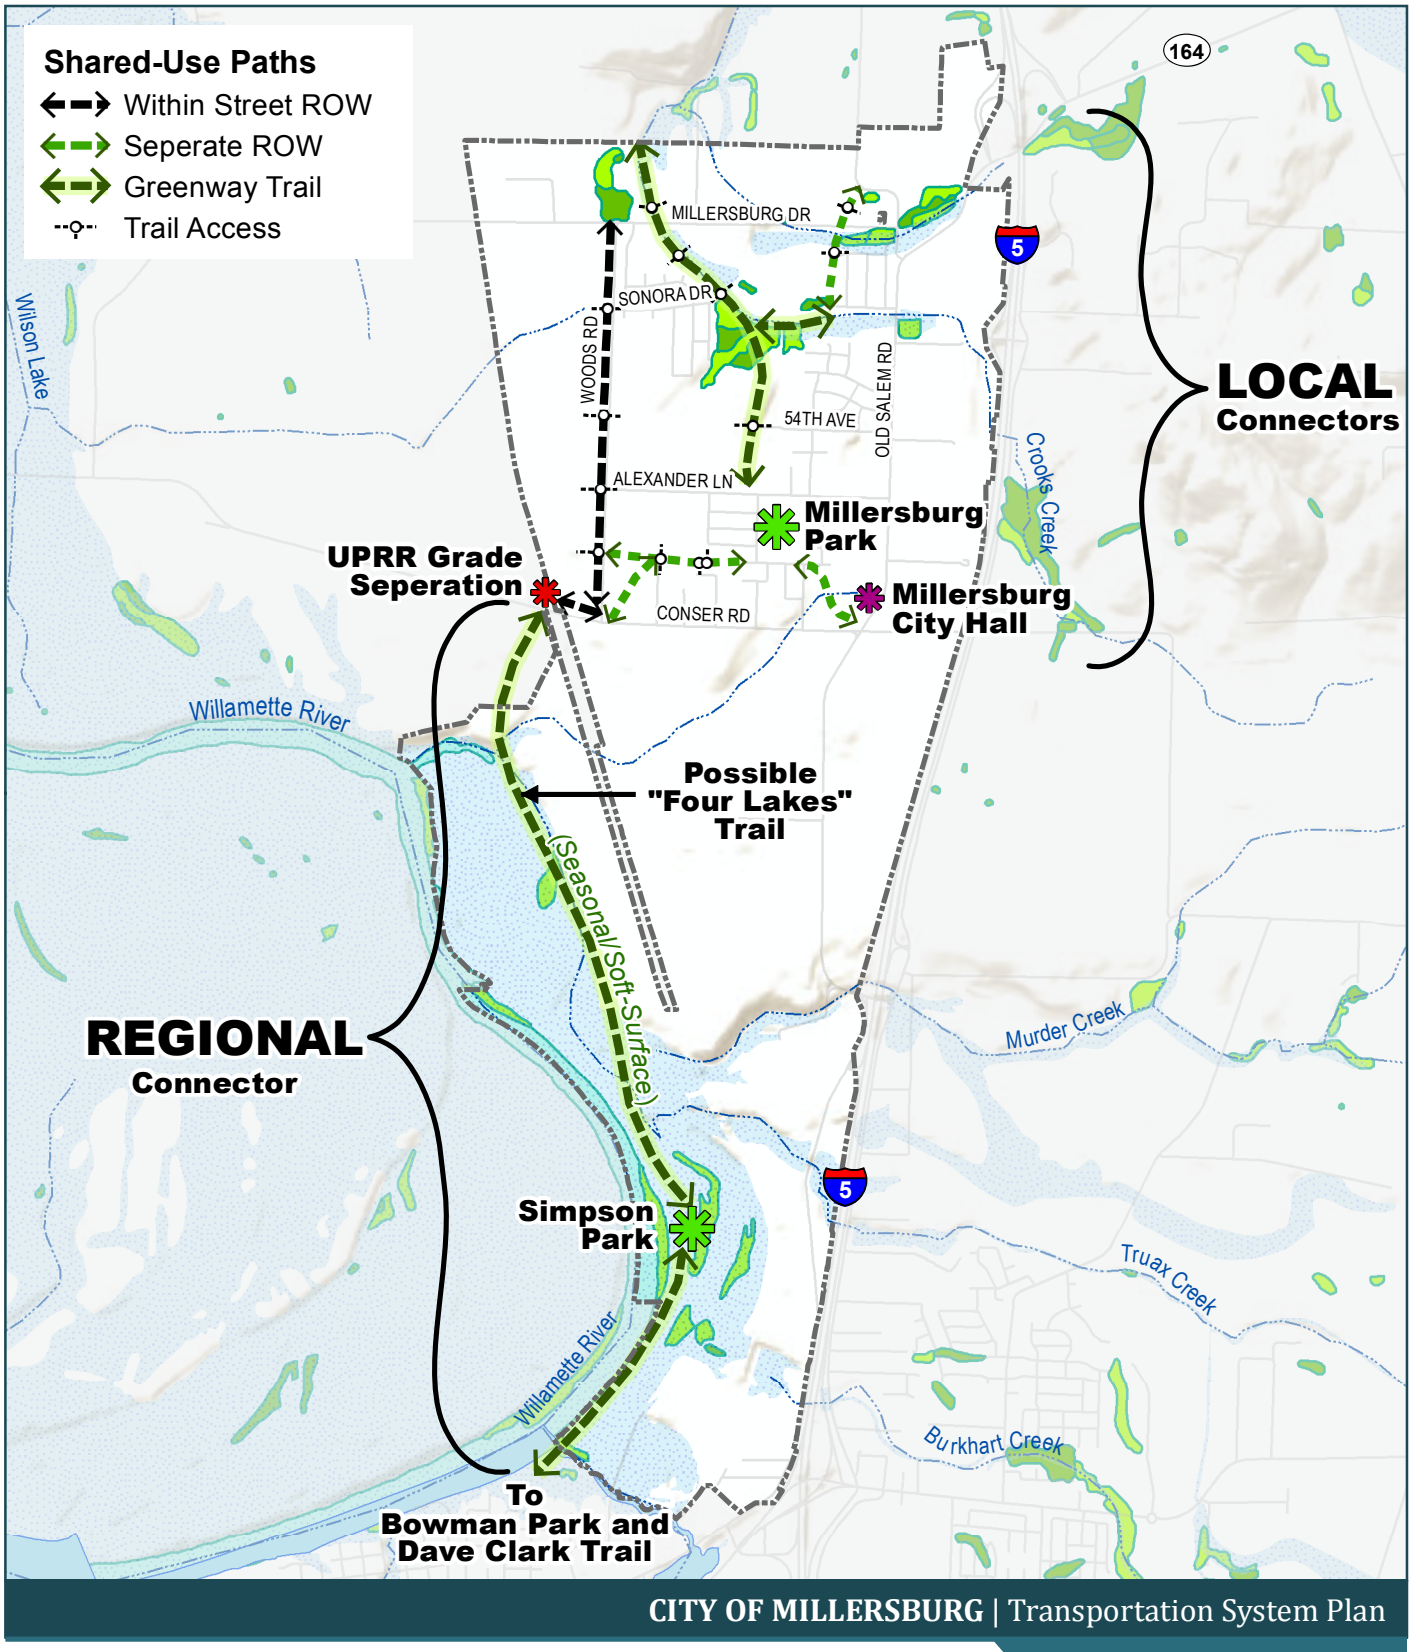 Shared-Use Paths
Within Street ROW
Seperate ROW
Greenway Trail
Trail Access
164
MILLERSBURG DR
5
Wilson Lake
SONORA DR
WOODS RD
OLD SALEM RD
LOCAL
Connectors
54TH AVE
ALEXANDER LN
Crooks Creek
Millersburg
Park
UPRR Grade
Seperation
Millersburg
City Hall
CONSER RD
Willamette River
Possible
"Four Lakes"
Trail
(Seasonal/Soft-Surface)
REGIONAL
Connector
Murder Creek
5
Simpson
Park
Truax Creek
Willamette River
Burkhart Creek
To
Bowman Park and
Dave Clark Trail
CITY OF MILLERSBURG | Transportation System Plan